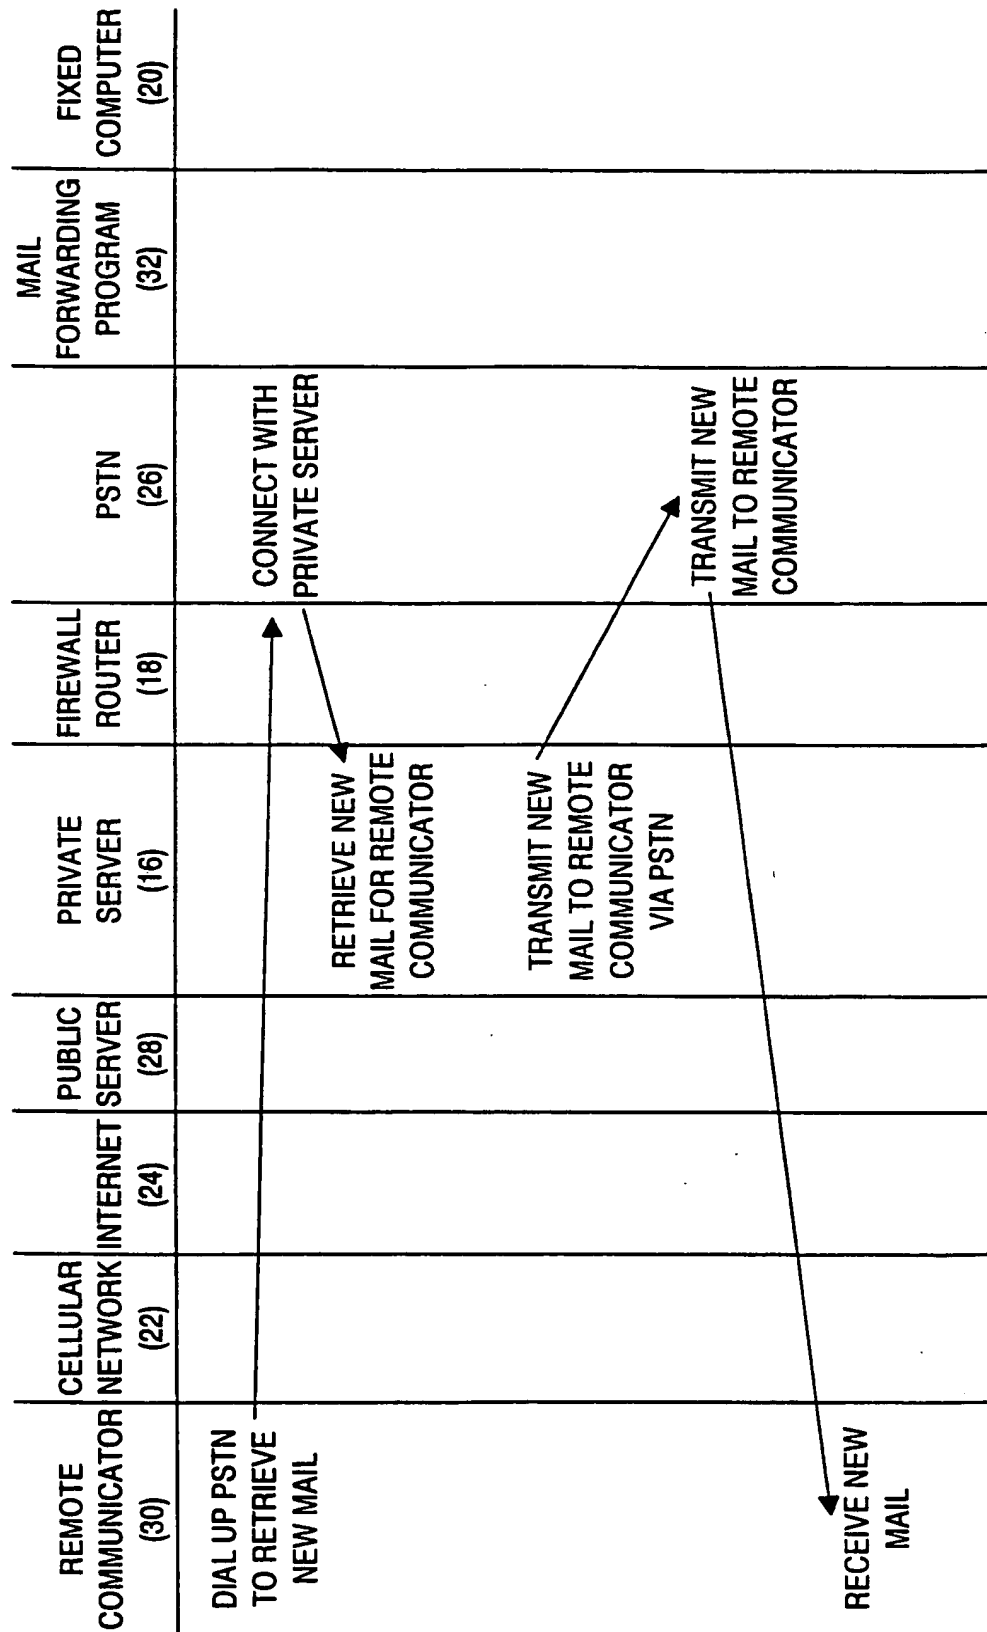 REMOTE
COMMUNICATOR
(30)
CELLULAR
NETWORK
(22)
INTERNET
(24)
PUBLIC
SERVER
(28)
PRIVATE
SERVER
(16)
FIREWALL
ROUTER
(18)
PSTN
(26)
MAIL
FORWARDING
PROGRAM
(32)
FIXED
COMPUTER
(20)
DIAL UP PSTN
TO RETRIEVE
NEW MAIL
CONNECT WITH
PRIVATE SERVER
RETRIEVE NEW
MAIL FOR REMOTE
COMMUNICATOR
TRANSMIT NEW
MAIL TO REMOTE
COMMUNICATOR
VIA PSTN
TRANSMIT NEW
MAIL TO REMOTE
COMMUNICATOR
RECEIVE NEW
MAIL